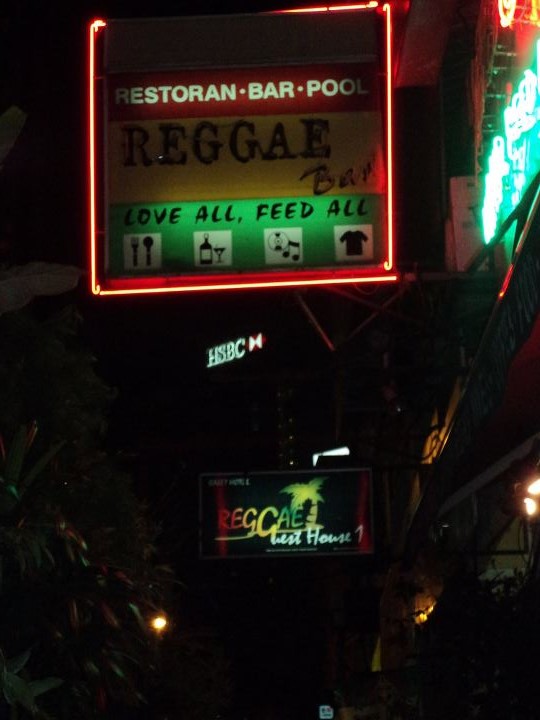 RESTORAN·BAR·POOL
REGGAE
Bar
LOVE ALL, FEED ALL
HSBC
REGGAE
Guest House 1